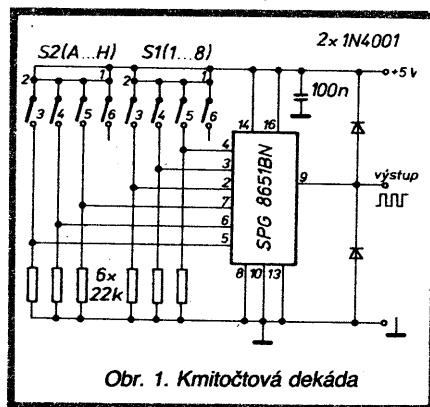 S2(A...H) S1(1...8) 2x 1N4001
2 1 2 1 +5 V
3 4 5 6 3 4 5 6
100n
14 16
4
3
2
7
6
5
SPG 8651BN
9
výstup
6x
22k
8 10 13
Obr. 1. Kmitočtová dekáda